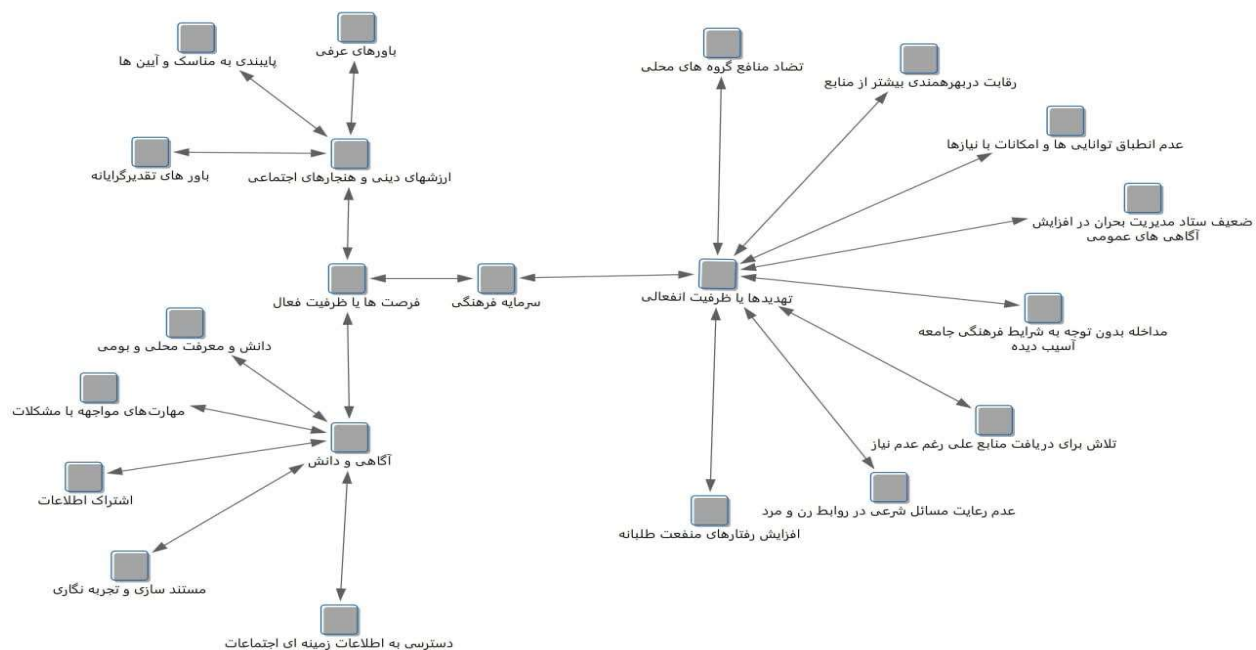 باورهای عرفی
پایبندی به مناسک و آیین ها
باور های تقدیرگرایانه
ارزشهای دینی و هنجارهای اجتماعی
تضاد منافع گروه های محلی
رقابت دربهرهمندی بیشتر از منابع
عدم انطباق توانایی ها و امکانات با نیازها
ضعیف ستاد مدیریت بحران در افزایش
آگاهی های عمومی
تهدیدها یا ظرفیت انفعالی
سرمایه فرهنگی
فرصت ها یا ظرفیت فعال
مداخله بدون توجه به شرایط فرهنگی جامعه
آسیب دیده
دانش و معرفت محلی و بومی
مهارت‌های مواجهه با مشکلات
آگاهی و دانش
اشتراک اطلاعات
مستند سازی و تجربه نگاری
دسترسی به اطلاعات زمینه ای اجتماعات
تلاش برای دریافت منابع علی رغم عدم نیاز
عدم رعایت مسائل شرعی در روابط زن و مرد
افزایش رفتارهای منفعت طلبانه